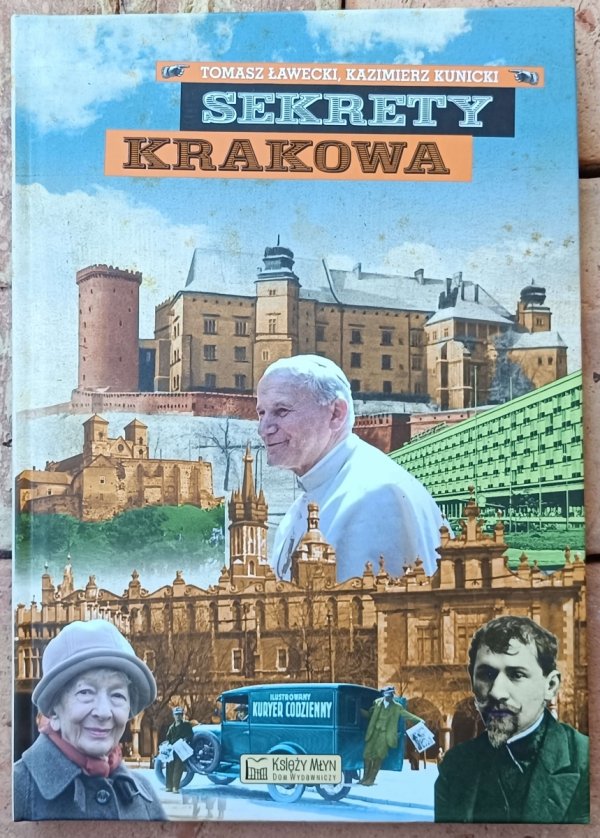 TOMASZ ŁAWECKI, KAZIMIERZ KUNICKI
SEKRETY
KRAKOWA
ILUSTROWANY
KURYER CODZIENNY
KSIĘŻY MŁYN
DOM WYDAWNICZY